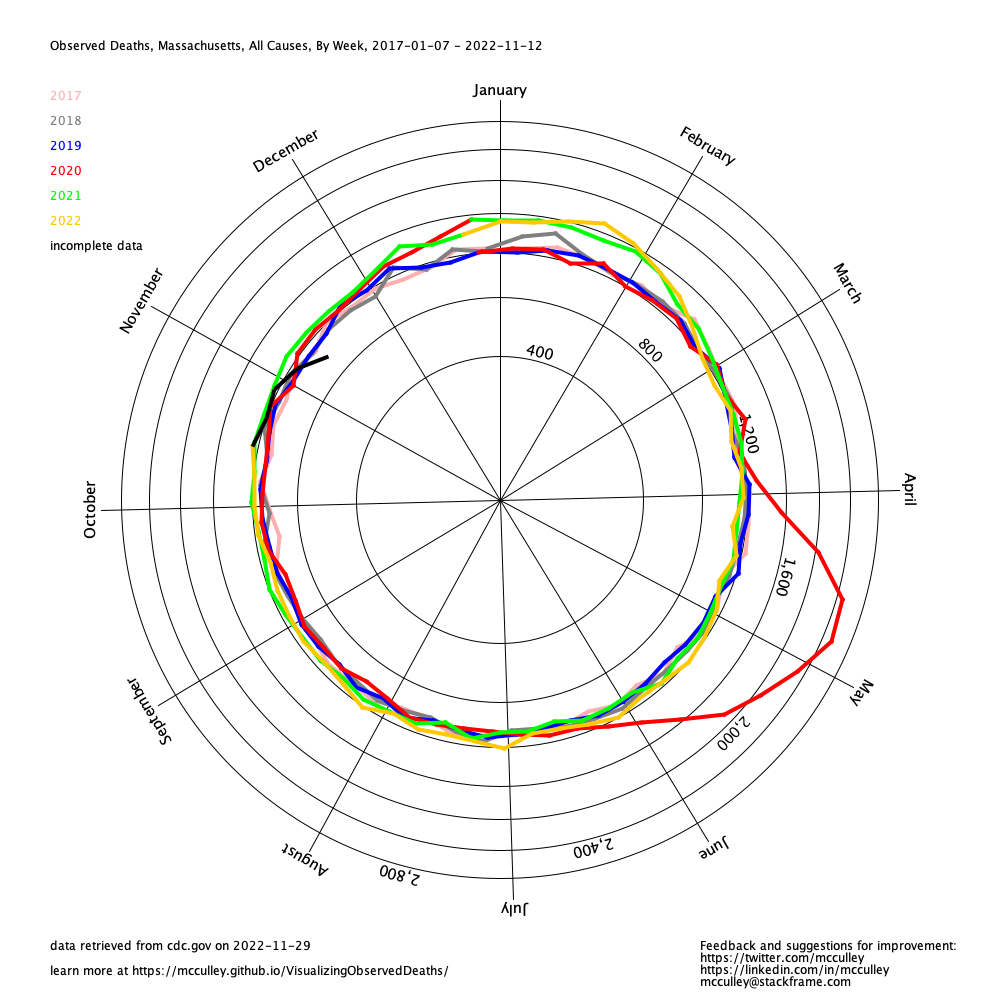 Observed Deaths, Massachusetts, All Causes, By Week, 2017-01-07 - 2022-11-12
2017
2018
2019
2020
2021
2022
incomplete data
January
February
March
April
May
June
July
August
September
October
November
December
400
800
1,200
1,600
2,000
2,400
2,800
data retrieved from cdc.gov on 2022-11-29
learn more at https://mcculley.github.io/VisualizingObservedDeaths/
Feedback and suggestions for improvement:
https://twitter.com/mcculley
https://linkedin.com/in/mcculley
mcculley@stackframe.com